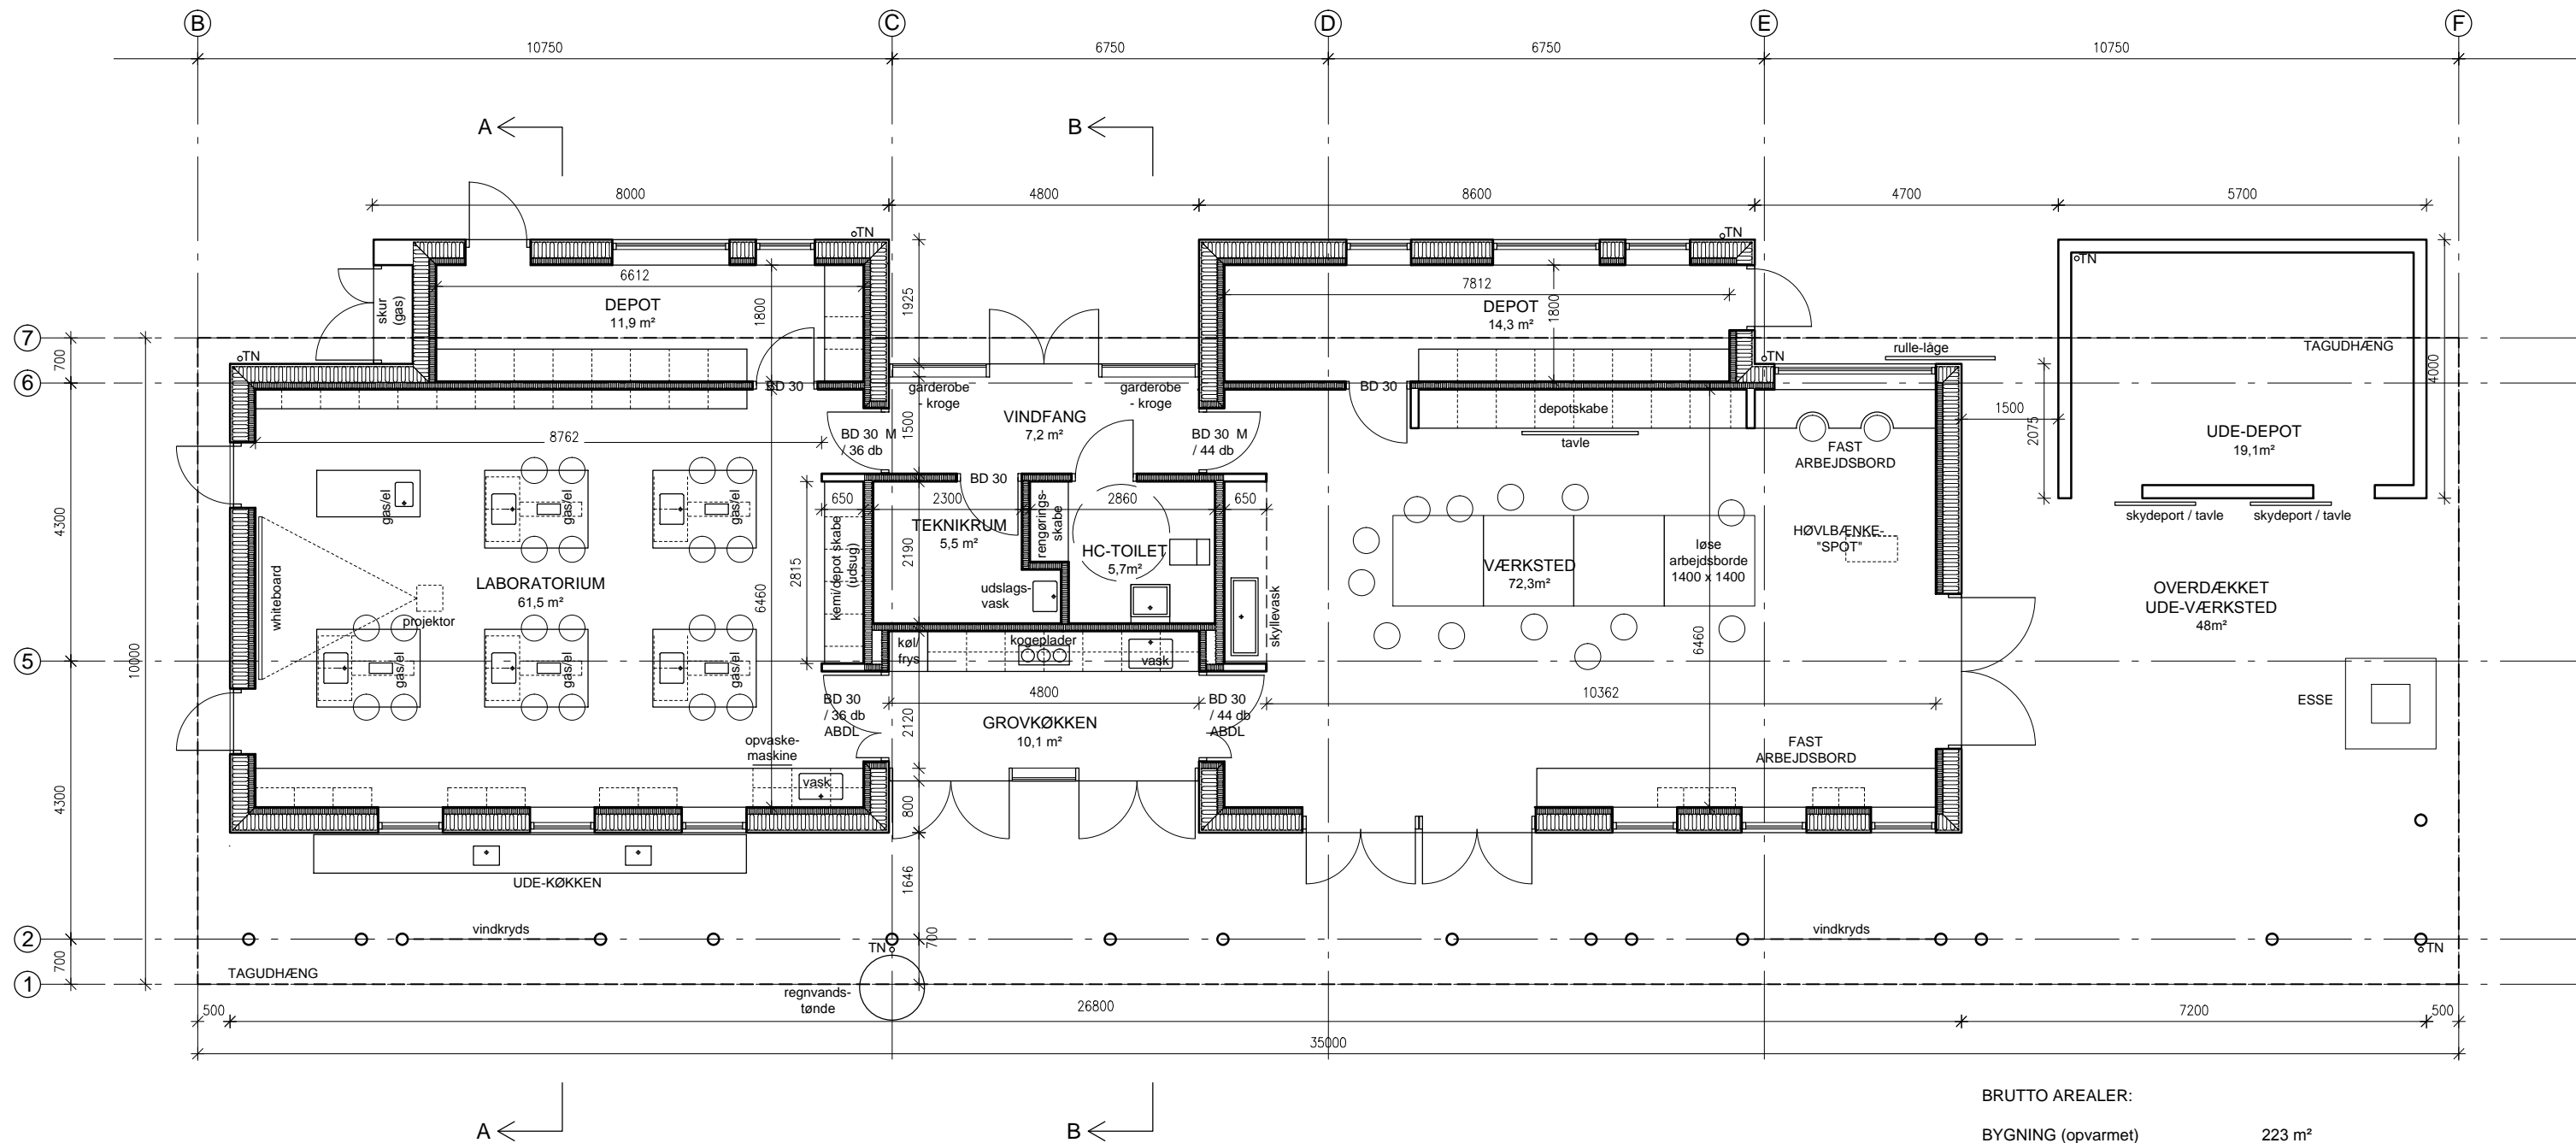 B
C
D
E
F
10750
6750
6750
10750
A
B
8000
4800
8600
4700
5700
TN
TN
TN
6612
7812
skur
(gas)
DEPOT
11,9 m²
1800
1925
DEPOT
14,3 m²
1800
7
700
TN
TN
rulle-låge
TAGUDHÆNG
4000
6
BD 30
garderobe
- kroge
garderobe
- kroge
BD 30
depotskabe
tavle
1500
2075
VINDFANG
7,2 m²
1500
8762
BD 30 M
/ 36 db
BD 30 M
/ 44 db
FAST
ARBEJDSBORD
UDE-DEPOT
19,1m²
BD 30
650
2300
2860
650
gas/el
gas/el
gas/el
TEKNIKRUM
5,5 m²
rengørings-
skabe
HC-TOILET
5,7m²
2190
kemi/depot skabe
(udsug)
2815
skydeport / tavle
skydeport / tavle
HØVLBÆNKE-
"SPOT"
løse
arbejdsborde
1400 x 1400
VÆRKSTED
72,3m²
4300
10000
whiteboard
LABORATORIUM
61,5 m²
projektor
6460
udslags-
vask
skyllevask
6460
OVERDÆKKET
UDE-VÆRKSTED
48m²
5
gas/el
gas/el
gas/el
køl/
frys
kogeplader
vask
4800
10362
BD 30
/ 36 db
ABDL
2120
GROVKØKKEN
10,1 m²
BD 30
/ 44 db
ABDL
ESSE
opvaske-
maskine
vask
FAST
ARBEJDSBORD
4300
800
UDE-KØKKEN
1646
2
vindkryds
TN
700
vindkryds
TN
700
TAGUDHÆNG
1
regnvands-
tønde
500
26800
7200
500
35000
A
B
BRUTTO AREALER:
BYGNING (opvarmet) 223 m²